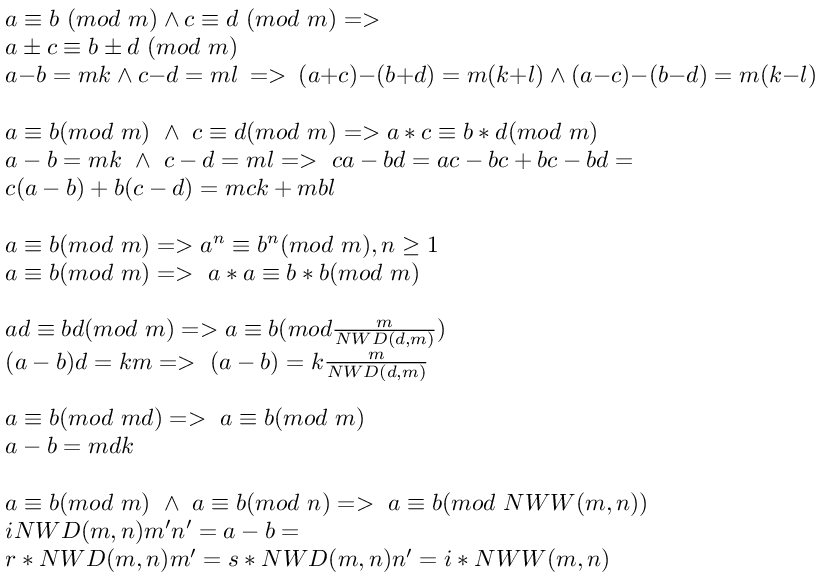 a ≡ b (mod m) ∧ c ≡ d (mod m) =>
a ± c ≡ b ± d (mod m)
a−b = mk ∧ c−d = ml => (a+c)−(b+d) = m(k+l) ∧ (a−c)−(b−d) = m(k−l)
a ≡ b(mod m) ∧ c ≡ d(mod m) => a * c ≡ b * d(mod m)
a − b = mk ∧ c − d = ml => ca − bd = ac − bc + bc − bd =
c(a − b) + b(c − d) = mck + mbl
a ≡ b(mod m) => a^n ≡ b^n(mod m), n ≥ 1
a ≡ b(mod m) => a * a ≡ b * b(mod m)
ad ≡ bd(mod m) => a ≡ b(mod \frac{m}{NWD(d,m)})
(a − b)d = km => (a − b) = k\frac{m}{NWD(d,m)}
a ≡ b(mod md) => a ≡ b(mod m)
a − b = mdk
a ≡ b(mod m) ∧ a ≡ b(mod n) => a ≡ b(mod NWW(m, n))
iNWD(m, n)m′n′ = a − b =
r * NWD(m, n)m′ = s * NWD(m, n)n′ = i * NWW(m, n)